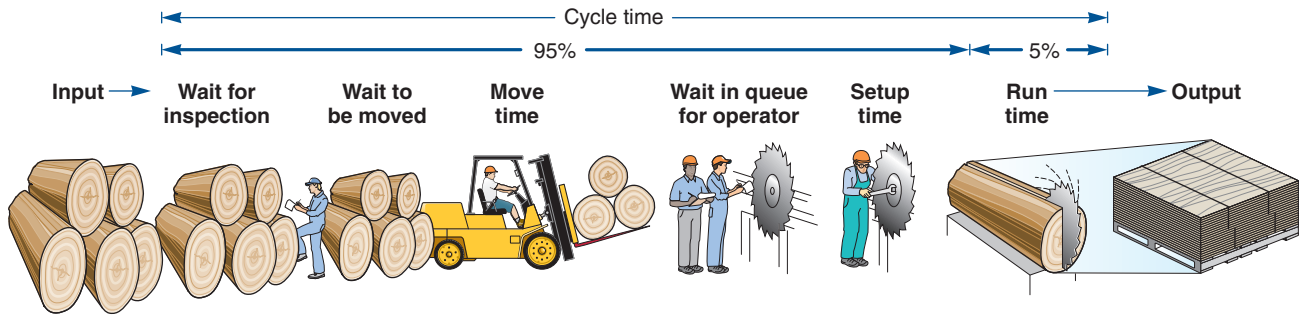 Cycle time
95%
5%
Input
Wait for
inspection
Wait to
be moved
Move
time
Wait in queue
for operator
Setup
time
Run
time
Output